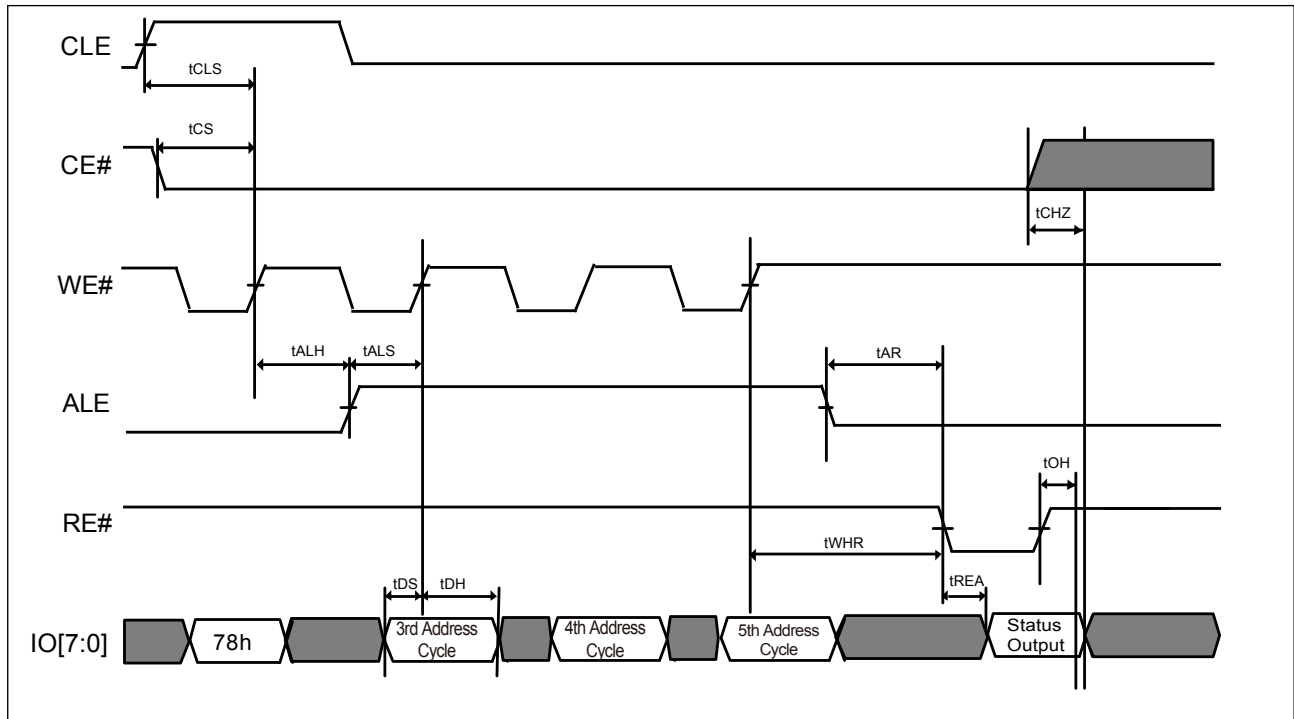 CLE
tCLS
tCS
CE#
tCHZ
WE#
tALH
tALS
tAR
ALE
tOH
RE#
tWHR
tREA
tDS
tDH
IO[7:0]
78h
3rd Address
Cycle
4th Address
Cycle
5th Address
Cycle
Status
Output